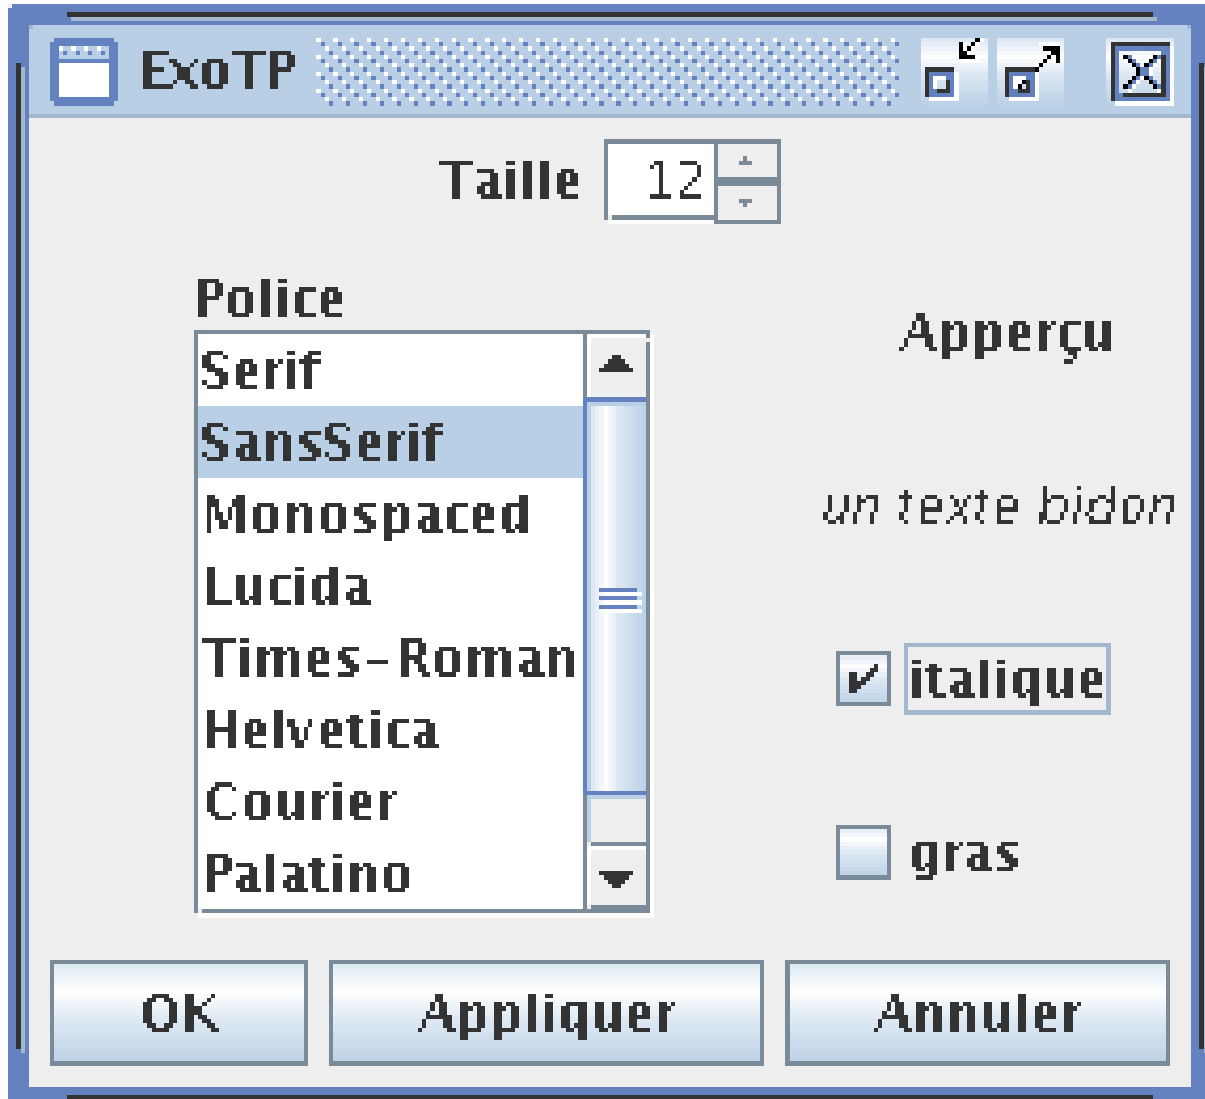 ExoTP
Taille 12
Police
Serif
SansSerif
Monospaced
Lucida
Times-Roman
Helvetica
Courier
Palatino
Apperçu
un texte bidon
italique
gras
OK Appliquer Annuler